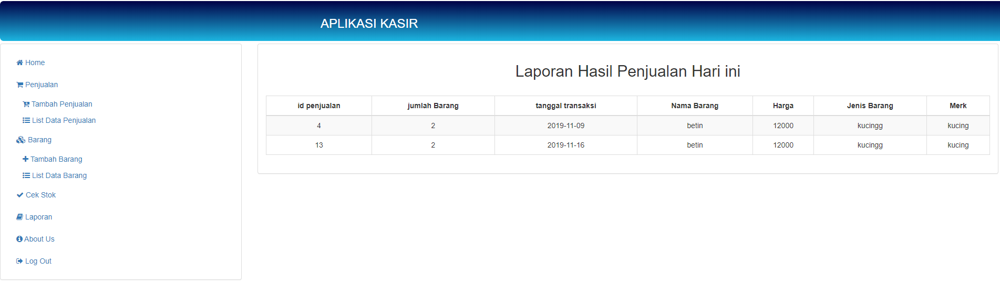 APLIKASI KASIR
Home
Penjualan
Tambah Penjualan
List Data Penjualan
Barang
Tambah Barang
List Data Barang
Cek Stok
Laporan
About Us
Log Out
Laporan Hasil Penjualan Hari ini
id penjualan jumlah Barang tanggal transaksi Nama Barang Harga Jenis Barang Merk
4 2 2019-11-09 betin 12000 kucingg kucing
13 2 2019-11-16 betin 12000 kucingg kucing